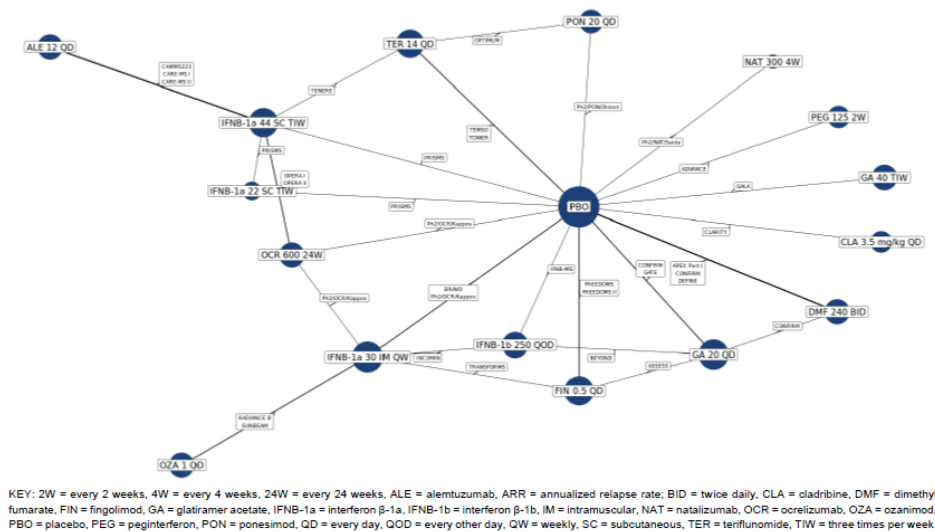 PON 20 QD
ALE 12 QD
TER 14 QD
OPTIMUM
NAT 300 4W
CAMMS223
CARE-MS I
CARE-MS II
TENERE
Ph2/PON/Olsson
PEG 125 2W
IFNB-1a 44 SC TIW
TEMSO
TOWER
Ph2/NAT/Saida
PRISMS
PRISMS
ADVANCE
GA 40 TIW
OPERA I
OPERA II
GALA
IFNB-1a 22 SC TIW
PRISMS
PBO
Ph2/OCR/Kappos
CLARITY
CLA 3.5 mg/kg QD
OCR 600 24W
IFNB-MS
CONFIRM
GATE
APEX Part I
CONFIRM
DEFINE
FREEDOMS
FREEDOMS II
BRAVO
Ph2/OCR/Kappos
Ph2/OCR/Kappos
DMF 240 BID
CONFIRM
IFNB-1b 250 QOD
IFNB-1a 30 IM QW
INCOMIN
BEYOND
GA 20 QD
TRANSFORMS
ASSESS
FIN 0.5 QD
RADIANCE B
SUNBEAM
OZA 1 QD
KEY: 2W = every 2 weeks, 4W = every 4 weeks, 24W = every 24 weeks, ALE = alemtuzumab, ARR = annualized relapse rate; BID = twice daily, CLA = cladribine, DMF = dimethyl
fumarate, FIN = fingolimod, GA = glatiramer acetate, IFNB-1a = interferon β-1a, IFNB-1b = interferon β-1b, IM = intramuscular, NAT = natalizumab, OCR = ocrelizumab, OZA = ozanimod,
PBO = placebo, PEG = peginterferon, PON = ponesimod, QD = every day, QOD = every other day, QW = weekly, SC = subcutaneous, TER = teriflunomide, TIW = three times per week